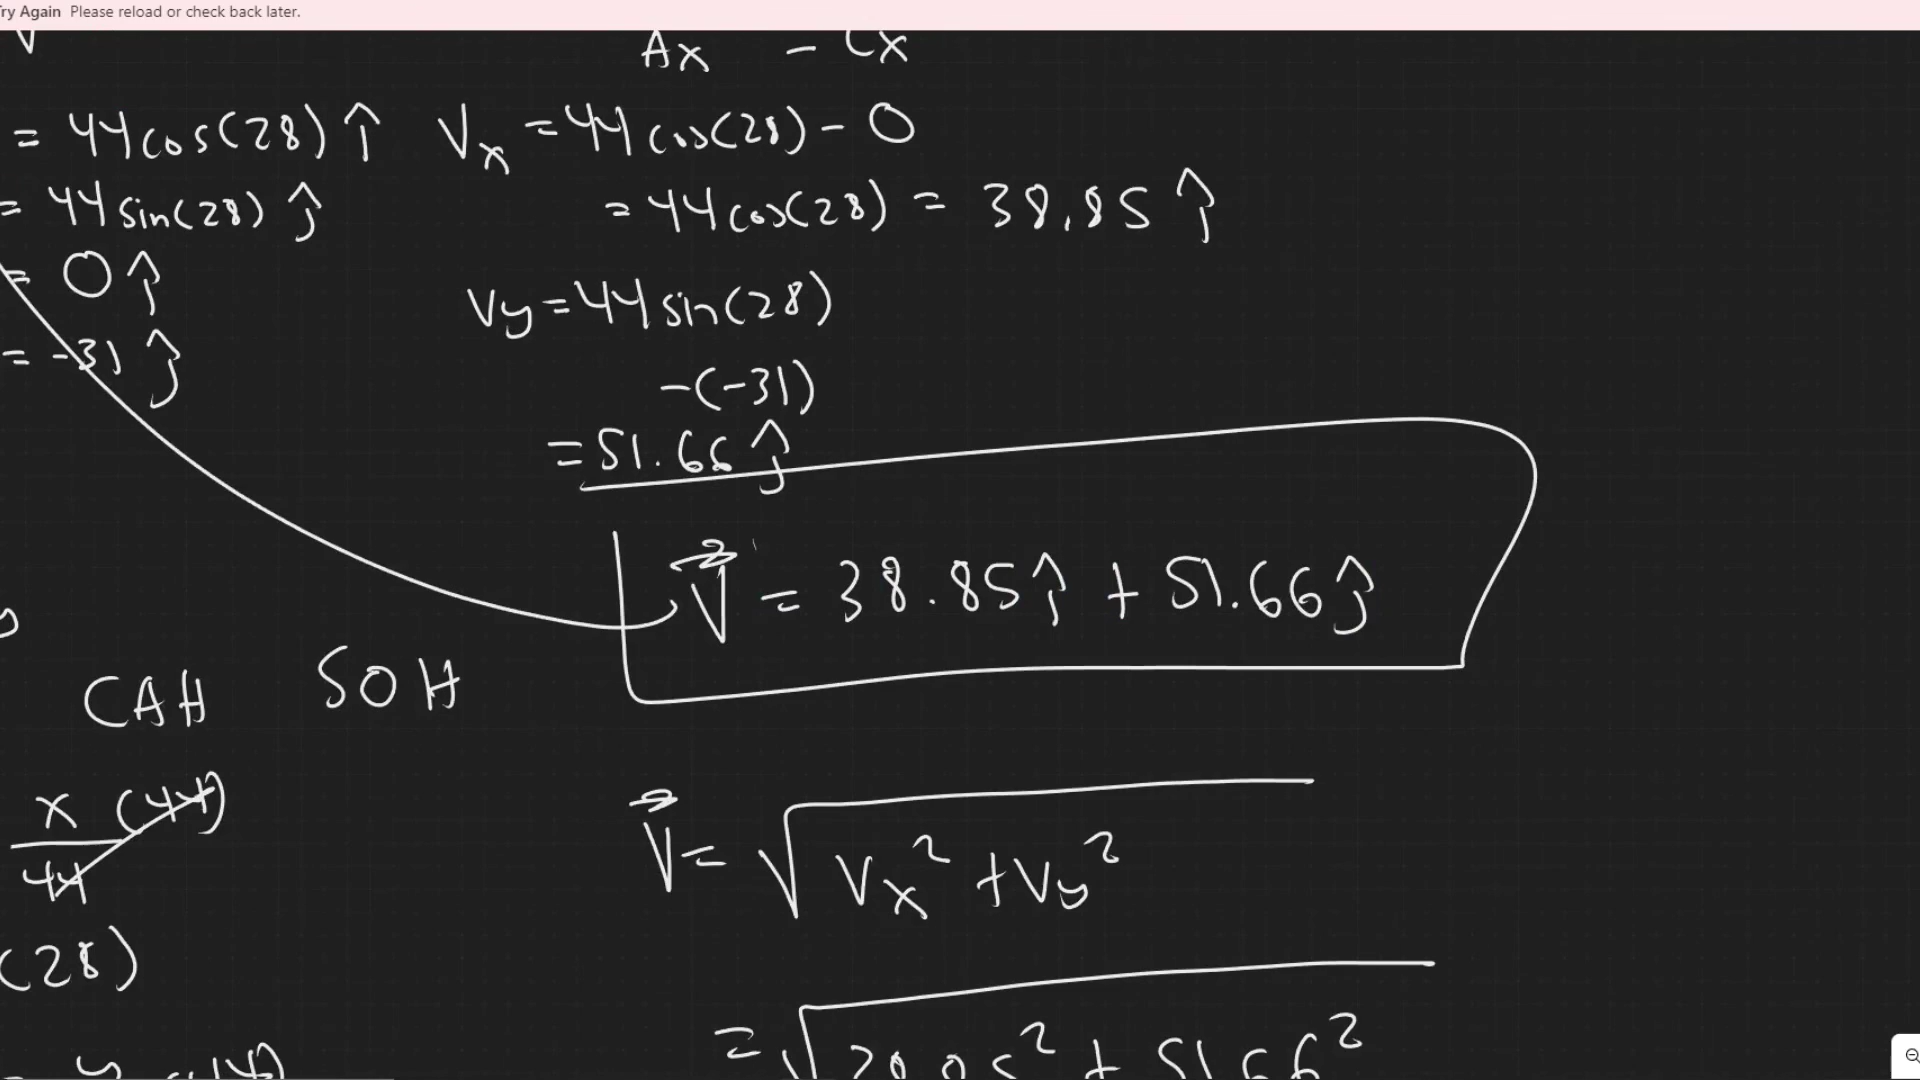 Try Again Please reload or check back later.
V
Ax - Cx
= 44cos(28) î
Vx = 44cos(28) - 0
= 44sin(28) ĵ
= 44cos(28) = 38.85 î
= 0 î
Vy = 44sin(28)
= -31 ĵ
-(-31)
= 51.66 ĵ
V = 38.85 î + 51.66 ĵ
CAH SOH
x (44)
44
V = √Vx² + Vy²
(28)